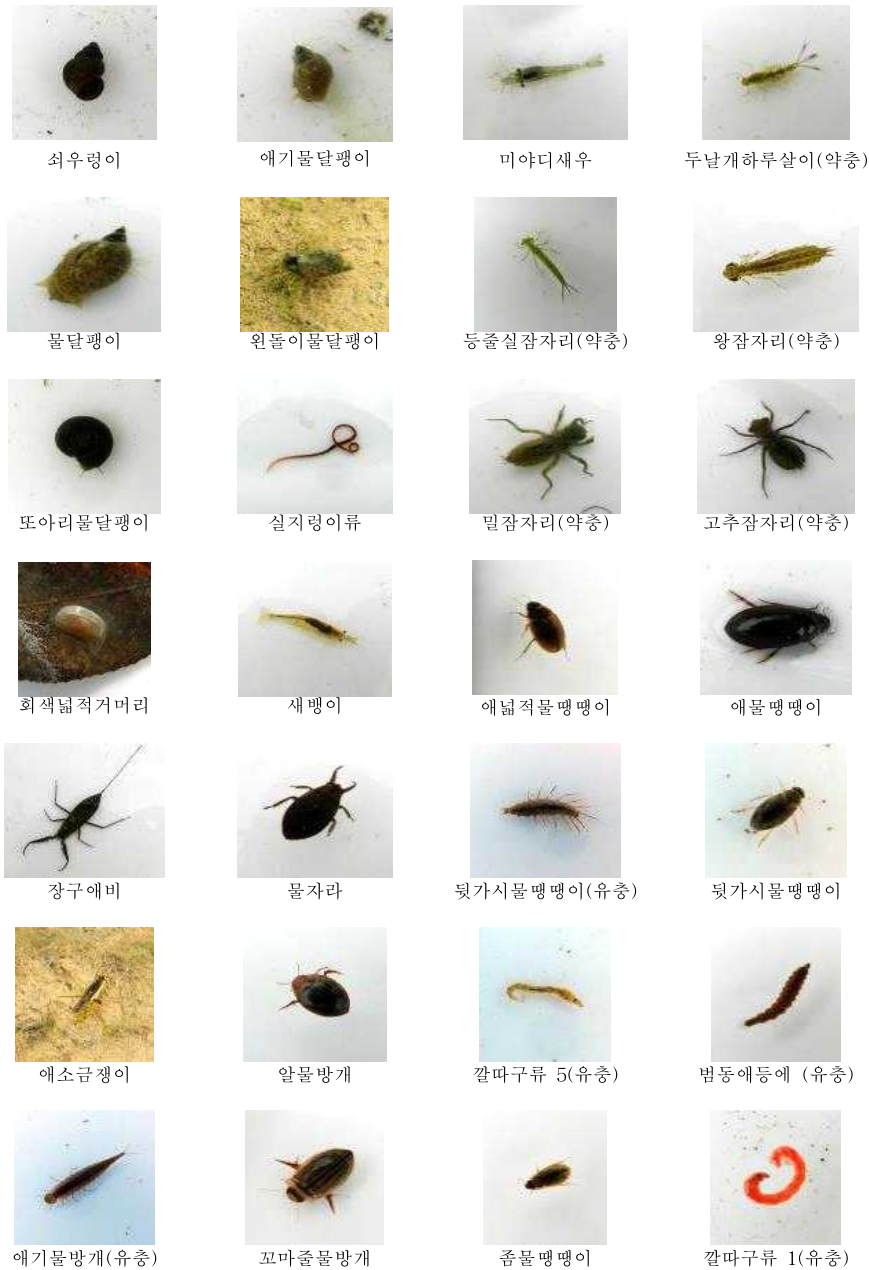 쇠우렁이 애기물달팽이 미야디새우 두날개하루살이(약충)
물달팽이 왼돌이물달팽이 등줄실잠자리(약충) 왕잠자리(약충)
또아리물달팽이 실지렁이류 밀잠자리(약충) 고추잠자리(약충)
회색넓적거머리 새뱅이 애넓적물땡땡이 애물땡땡이
장구애비 물자라 뒷가시물땡땡이(유충) 뒷가시물땡땡이
애소금쟁이 알물방개 깔따구류 5(유충) 범동애등에 (유충)
애기물방개(유충) 꼬마줄물방개 좀물땡땡이 깔따구류 1(유충)